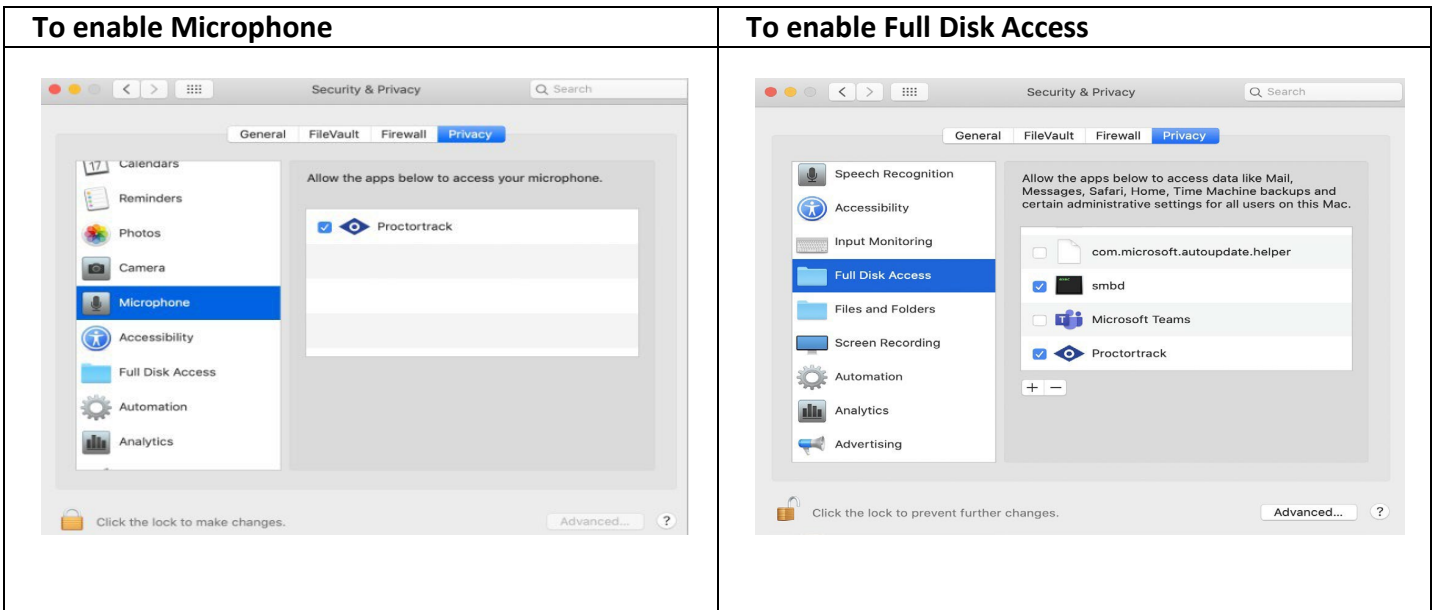 To enable Microphone
Security & Privacy
Search
General FileVault Firewall Privacy
17
Calendars
Reminders
Photos
Camera
Microphone
Accessibility
Full Disk Access
Automation
Analytics
Allow the apps below to access your microphone.
Proctortrack
Click the lock to make changes.
Advanced...
?
To enable Full Disk Access
Security & Privacy
Search
General FileVault Firewall Privacy
Speech Recognition
Accessibility
Input Monitoring
Full Disk Access
Files and Folders
Screen Recording
Automation
Analytics
Advertising
Allow the apps below to access data like Mail,
Messages, Safari, Home, Time Machine backups and
certain administrative settings for all users on this Mac.
com.microsoft.autoupdate.helper
smbd
Microsoft Teams
Proctortrack
+ −
Click the lock to prevent further changes.
Advanced...
?